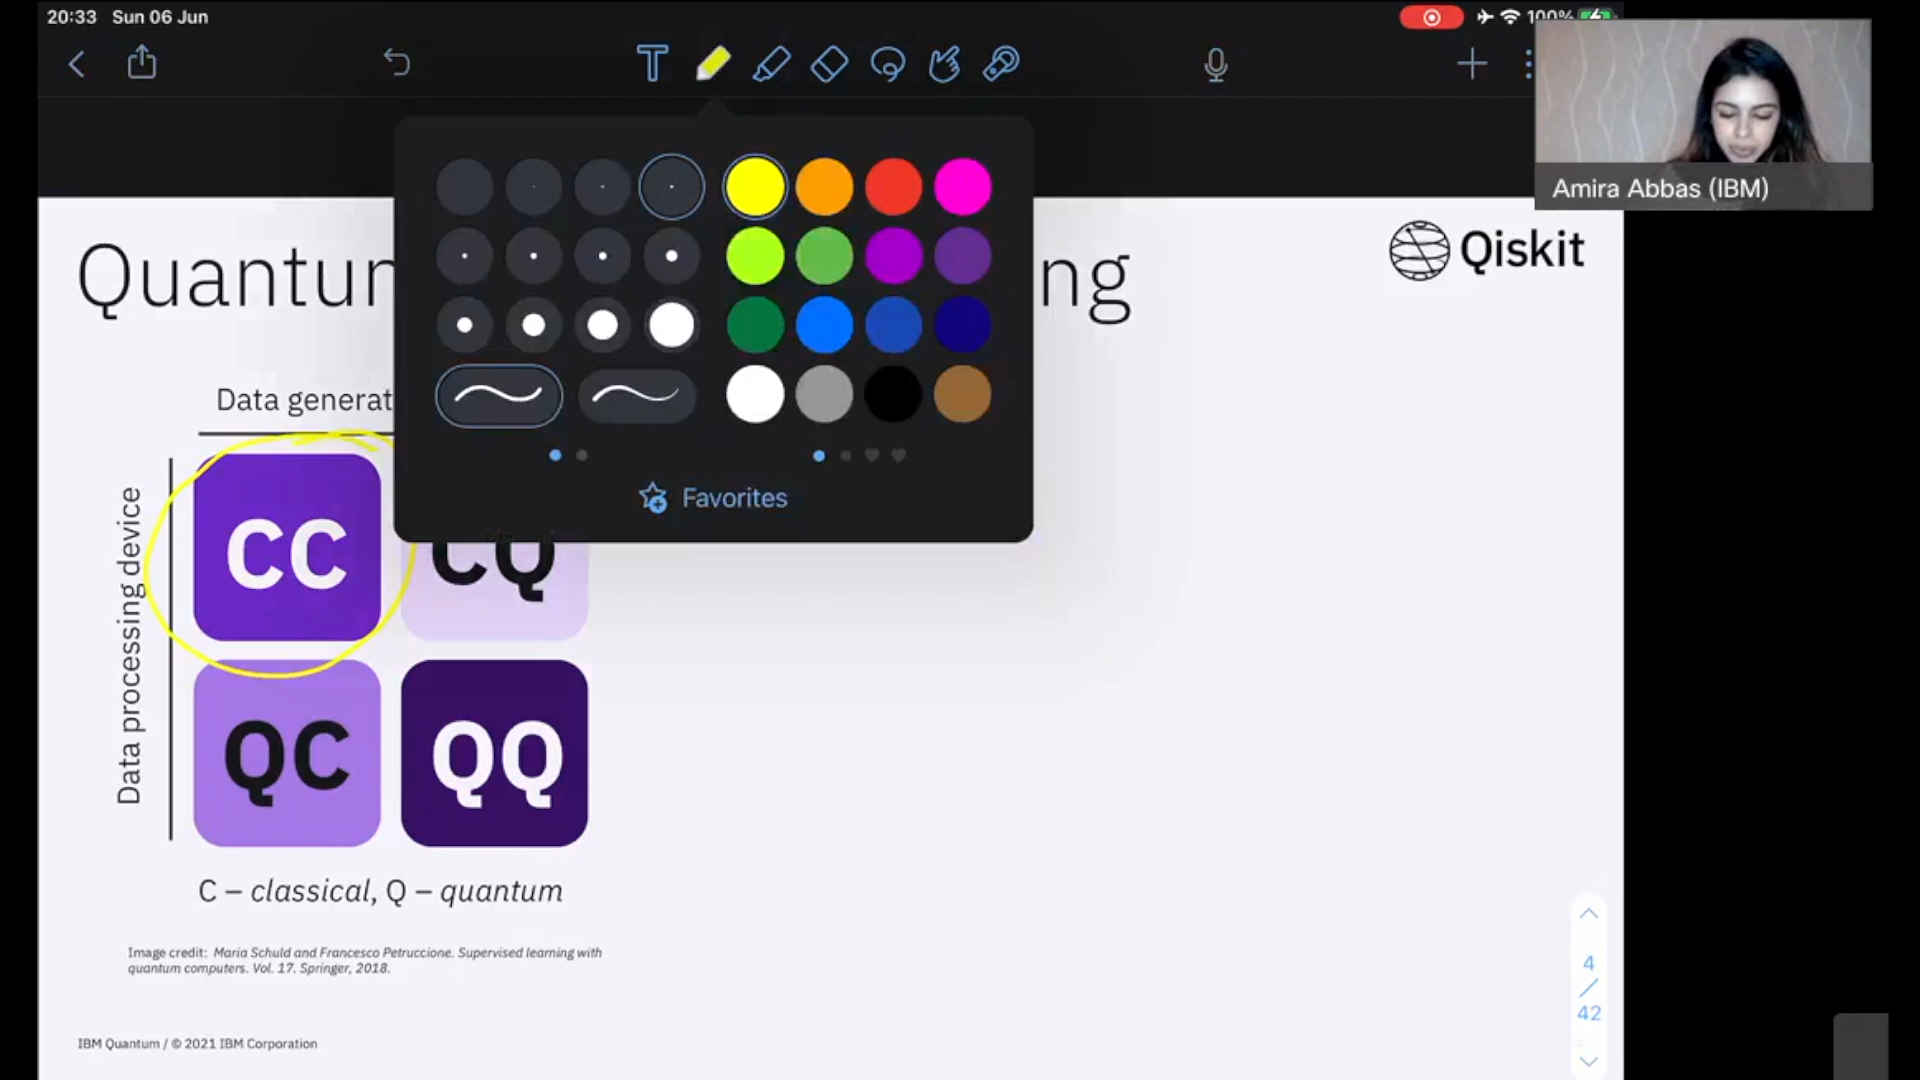 20:33 Sun 06 Jun
100%
T
Amira Abbas (IBM)
Qiskit
Quantum
ng
Data generat
Favorites
Data processing device
CC
CQ
QC
QQ
C – classical, Q – quantum
Image credit: Maria Schuld and Francesco Petruccione. Supervised learning with
quantum computers. Vol. 17. Springer, 2018.
4
/
42
IBM Quantum / © 2021 IBM Corporation